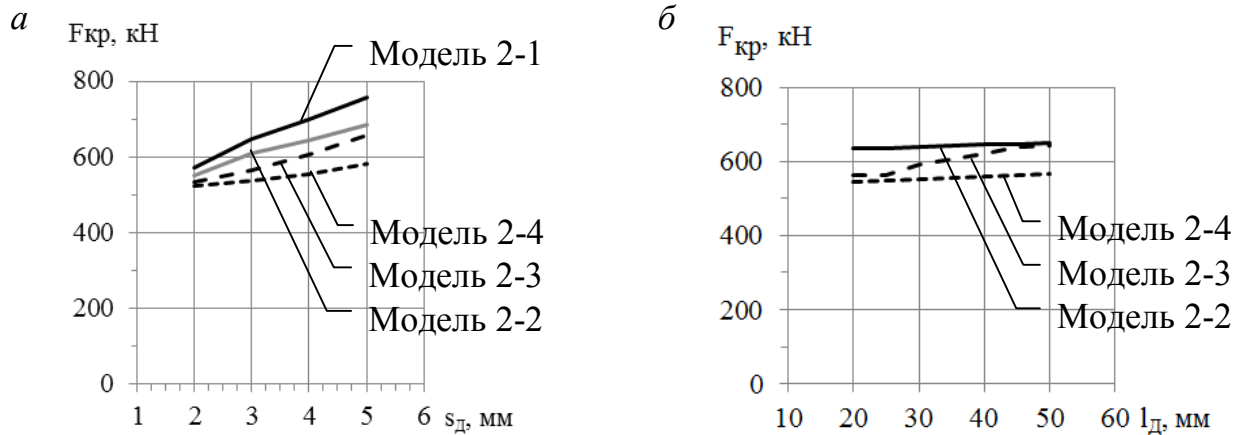 а
Fкр, кН
Модель 2-1
800
600
400
200
0
Модель 2-4
Модель 2-3
Модель 2-2
1 2 3 4 5 6 sД, мм
б
Fкр, кН
800
600
400
200
0
Модель 2-4
Модель 2-3
Модель 2-2
10 20 30 40 50 60 lД, мм